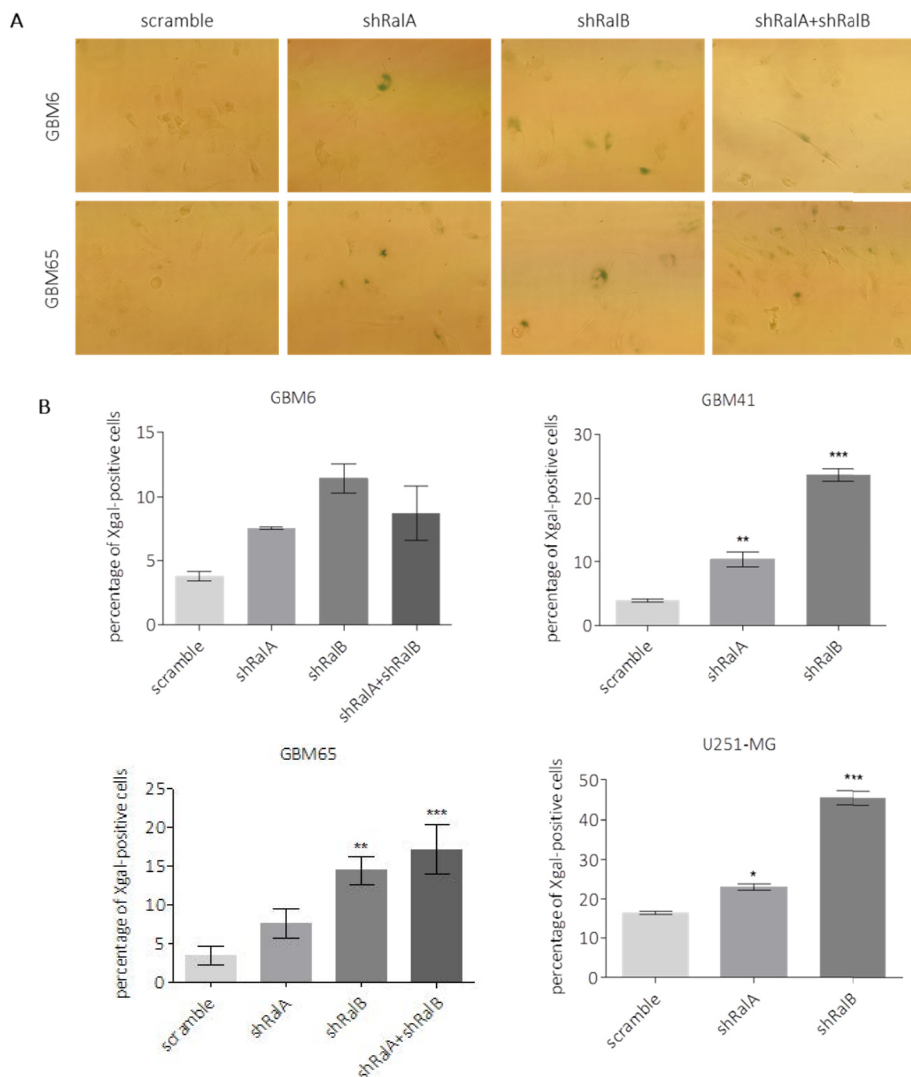 A
scramble shRalA shRalB shRalA+shRalB
GBM6
GBM65
B
GBM6
percentage of Xgal-positive cells
15
10
5
0
scramble shRalA shRalB shRalA+shRalB
GBM41
percentage of Xgal-positive cells
30
20
10
0
** ***
scramble shRalA shRalB
GBM65
percentage of Xgal-positive cells
25
20
15
10
5
0
** ***
scramble shRalA shRalB shRalA+shRalB
U251-MG
percentage of Xgal-positive cells
50
40
30
20
10
0
* ***
scramble shRalA shRalB